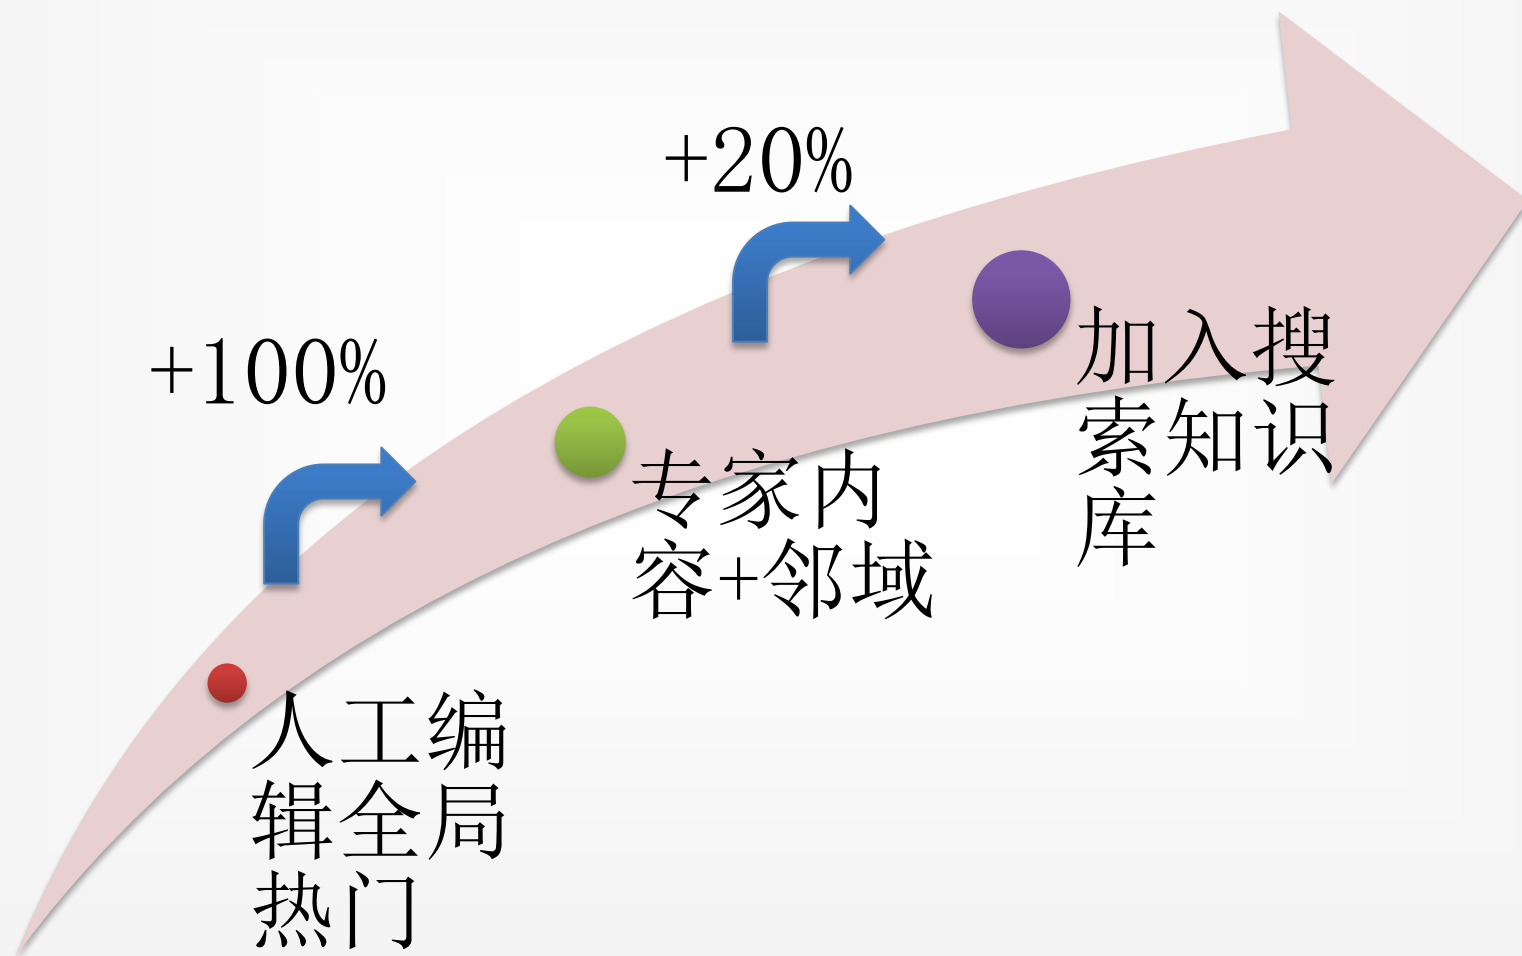 +20%
+100%
加入搜
索知识
库
专家内
容+邻域
人工编
辑全局
热门